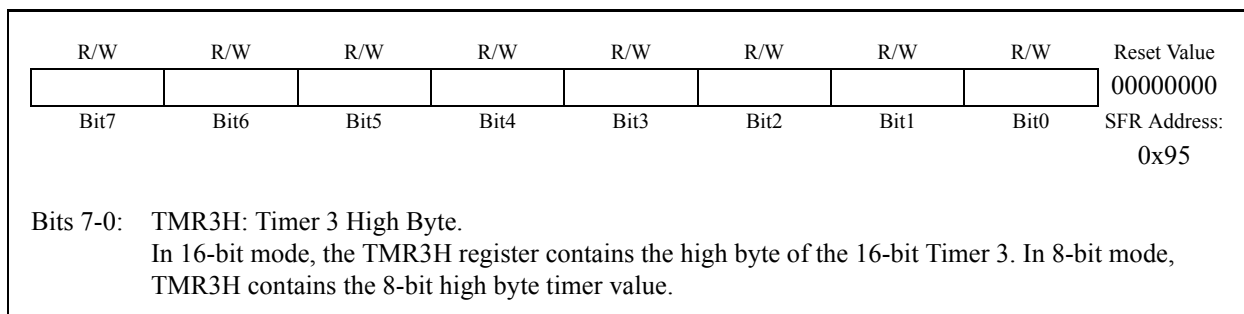 R/W R/W R/W R/W R/W R/W R/W R/W Reset Value
00000000
Bit7 Bit6 Bit5 Bit4 Bit3 Bit2 Bit1 Bit0 SFR Address:
0x95
Bits 7-0: TMR3H: Timer 3 High Byte.
In 16-bit mode, the TMR3H register contains the high byte of the 16-bit Timer 3. In 8-bit mode,
TMR3H contains the 8-bit high byte timer value.